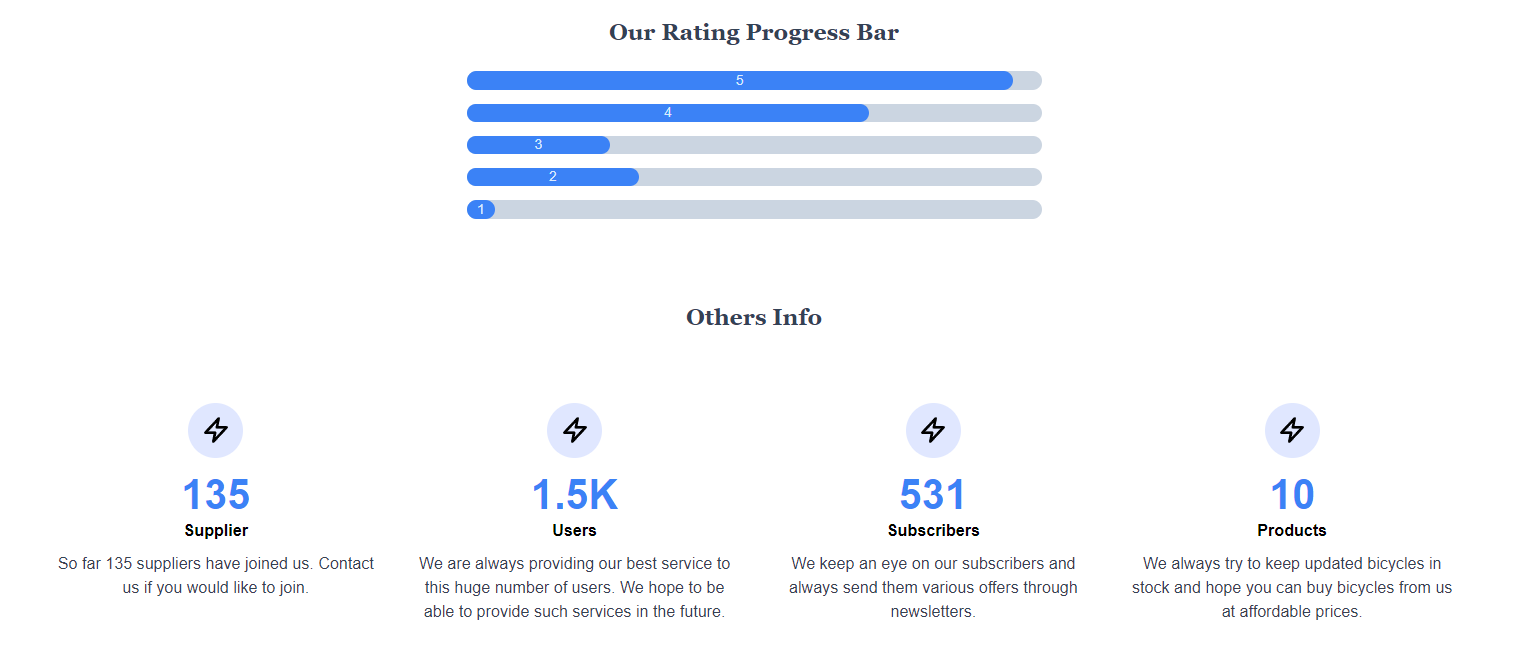 Our Rating Progress Bar
5
4
3
2
1
Others Info
135
Supplier
So far 135 suppliers have joined us. Contact
us if you would like to join.
1.5K
Users
We are always providing our best service to
this huge number of users. We hope to be
able to provide such services in the future.
531
Subscribers
We keep an eye on our subscribers and
always send them various offers through
newsletters.
10
Products
We always try to keep updated bicycles in
stock and hope you can buy bicycles from us
at affordable prices.